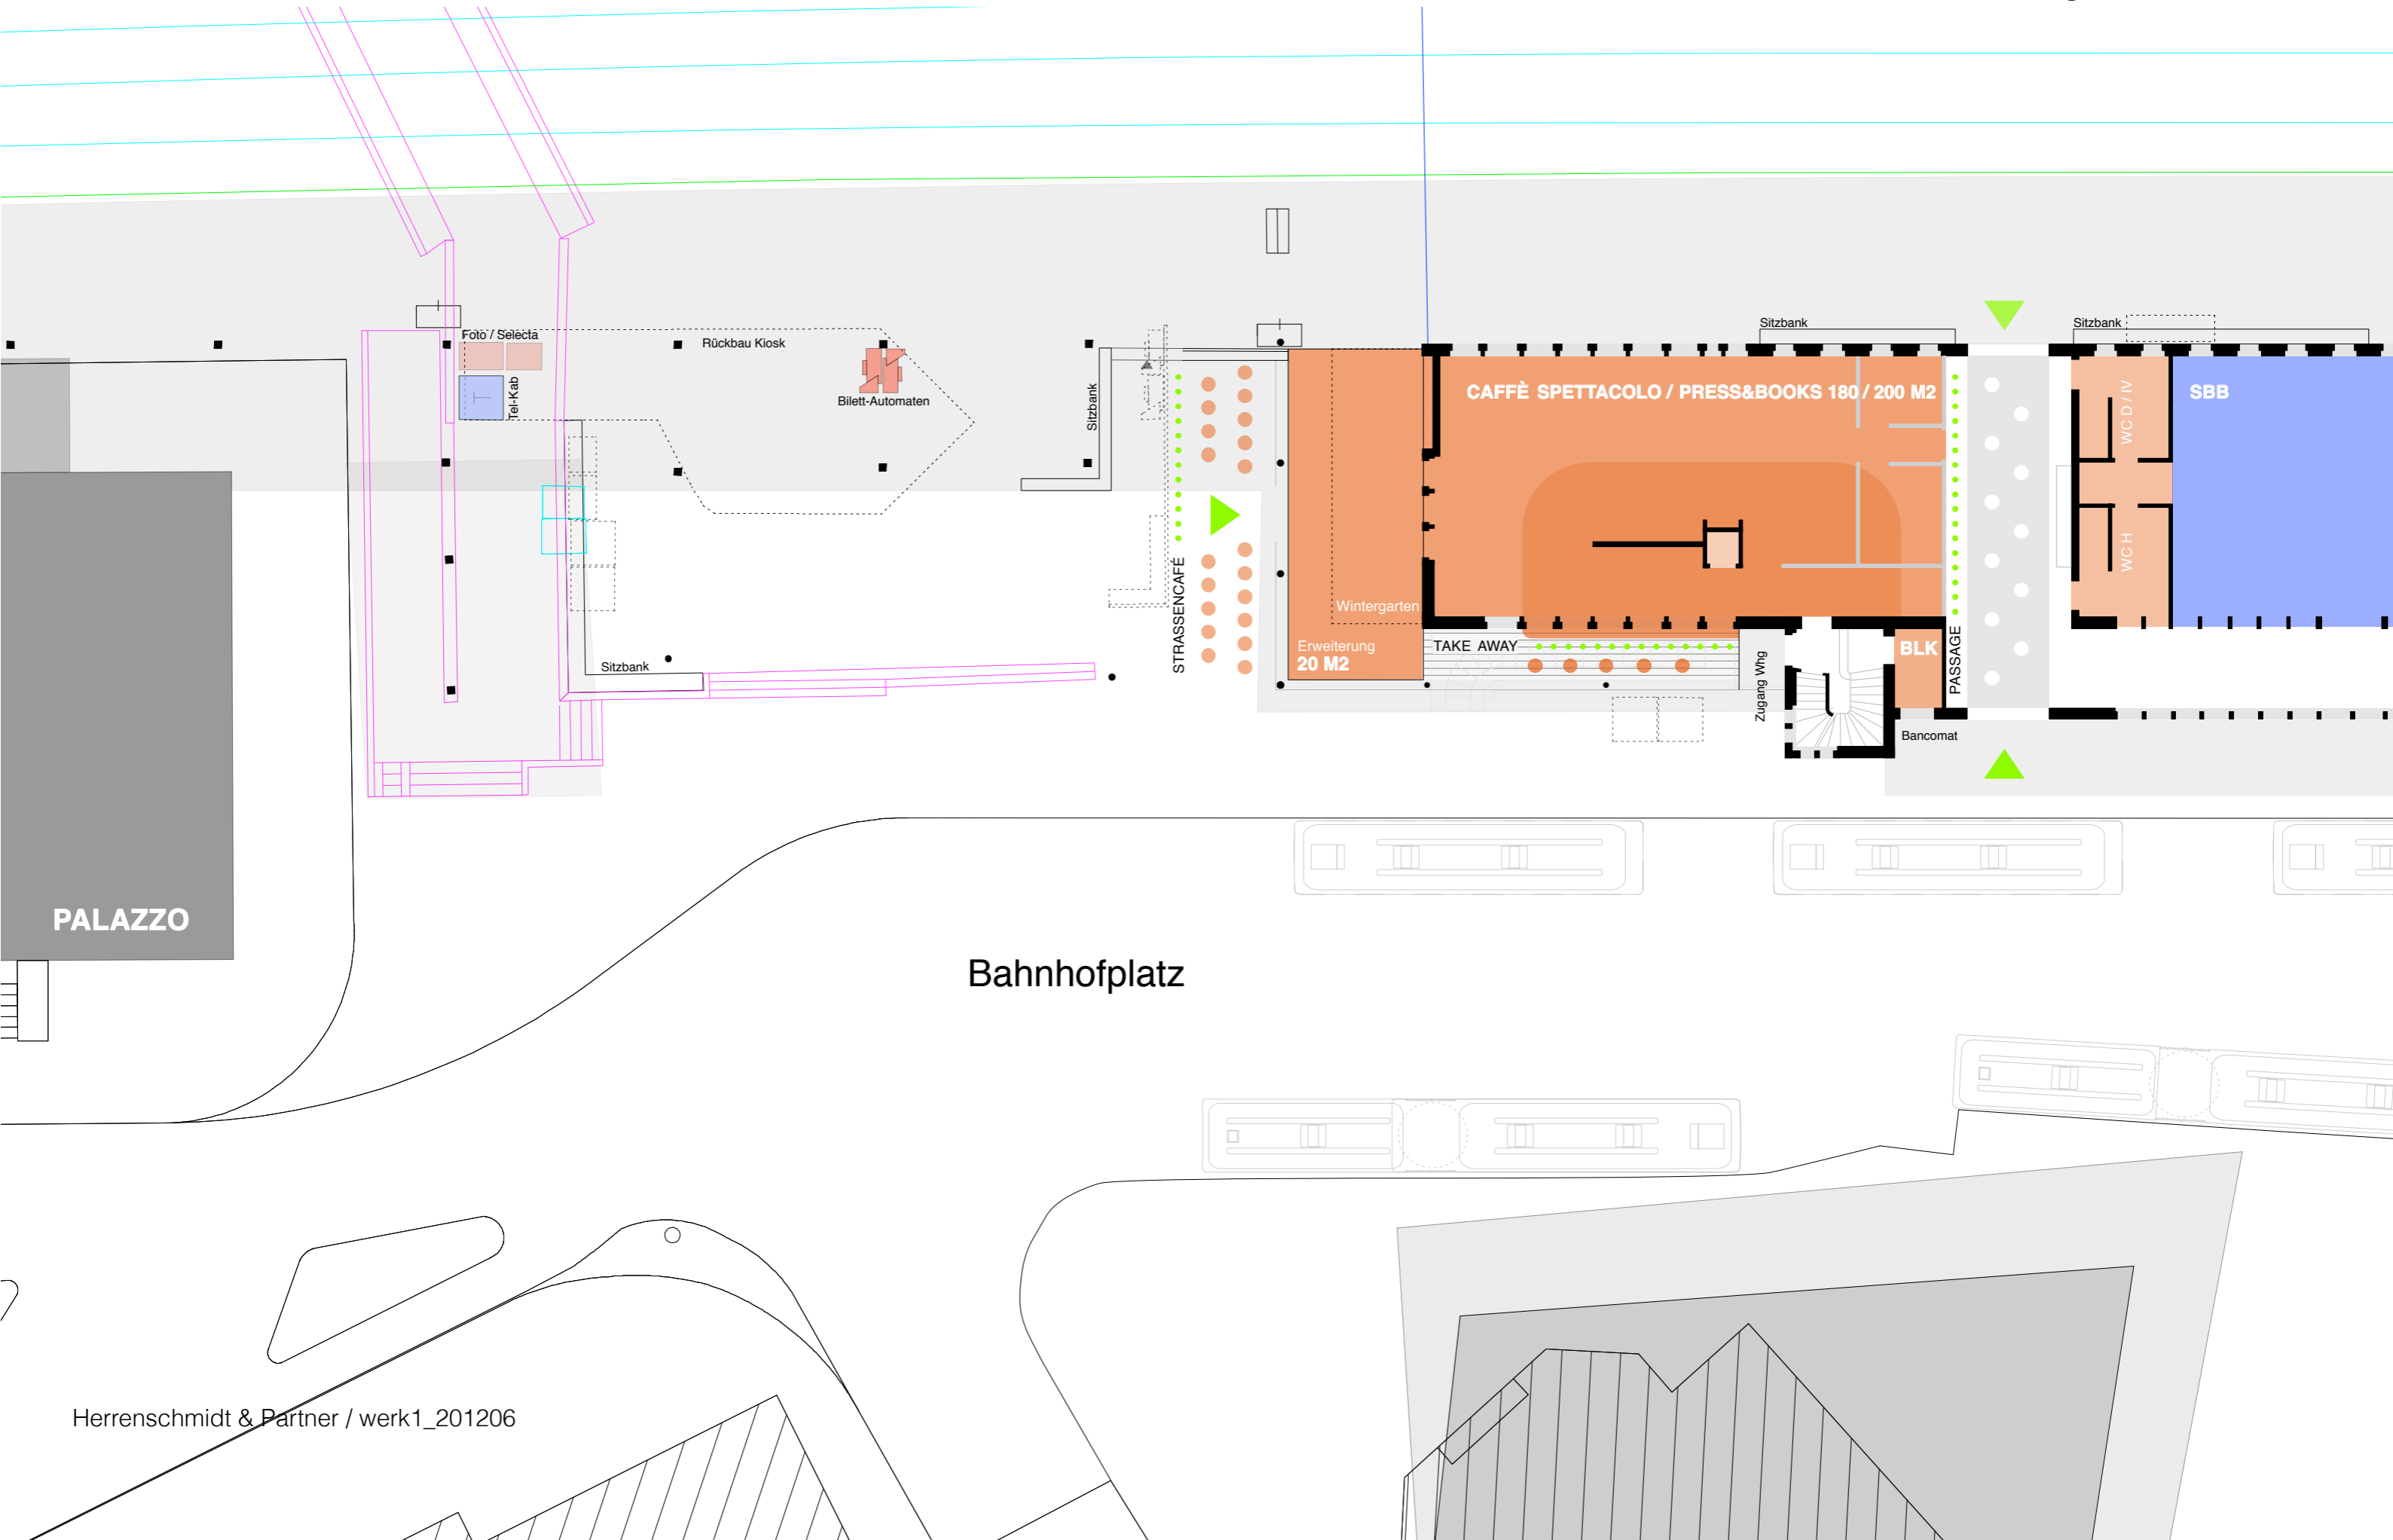 Foto / Selecta
Tel-Kab
Rückbau Kiosk
Bilett-Automaten
Sitzbank
Sitzbank
Sitzbank
CAFFÈ SPETTACOLO / PRESS&BOOKS 180 / 200 M2
WC D / IV
SBB
WC H
STRASSENCAFÉ
Wintergarten
Erweiterung
20 M2
TAKE AWAY
Zugang Whg
BLK
PASSAGE
Bancomat
Sitzbank
PALAZZO
Bahnhofplatz
Herrenschmidt & Partner / werk1_201206